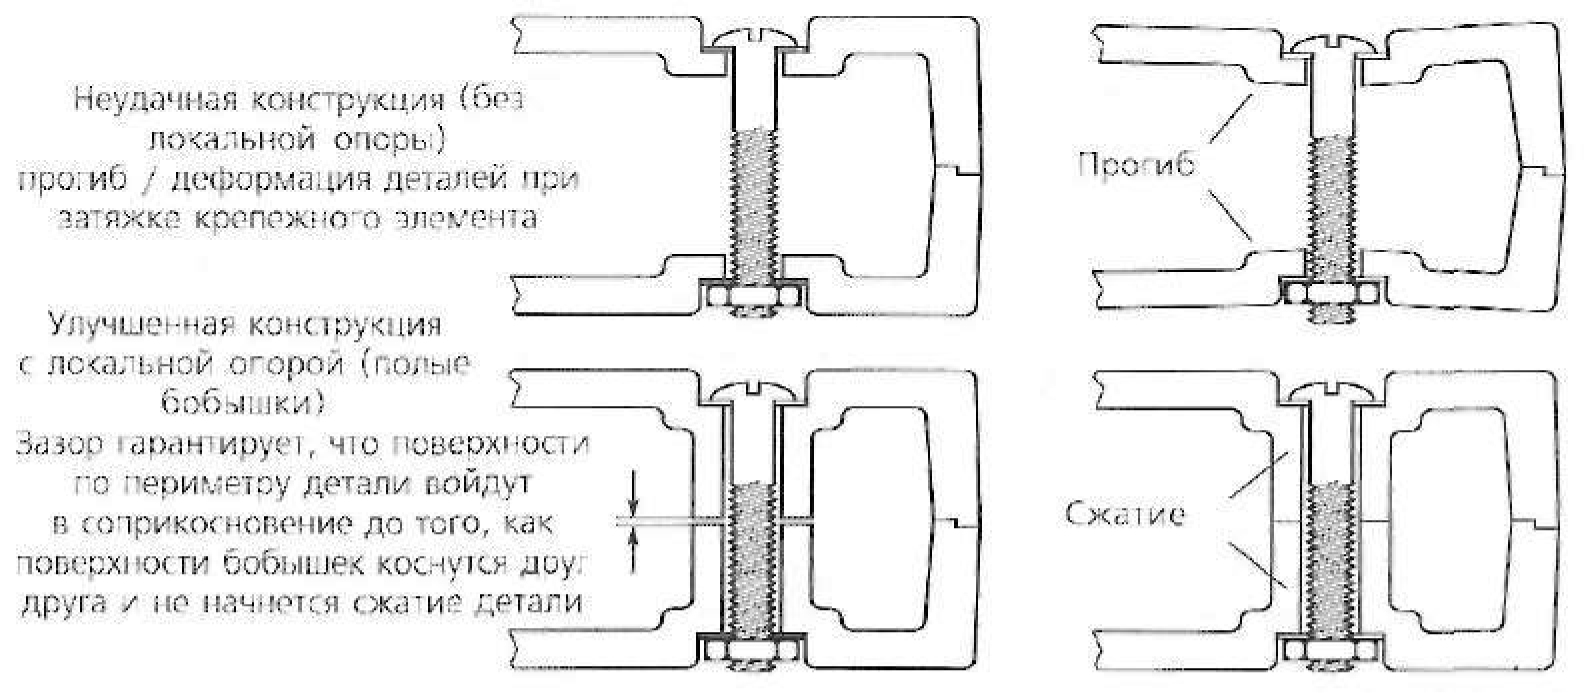 Неудачная конструкция (без
локальной опоры)
прогиб / деформация деталей при
затяжке крепежного элемента
Прогиб
Улучшенная конструкция
с локальной опорой (полые
бобышки)
Зазор гарантирует, что поверхности
по периметру детали войдут
в соприкосновение до того, как
поверхности бобышек коснутся друг
друга и не начнется сжатие детали
Сжатие